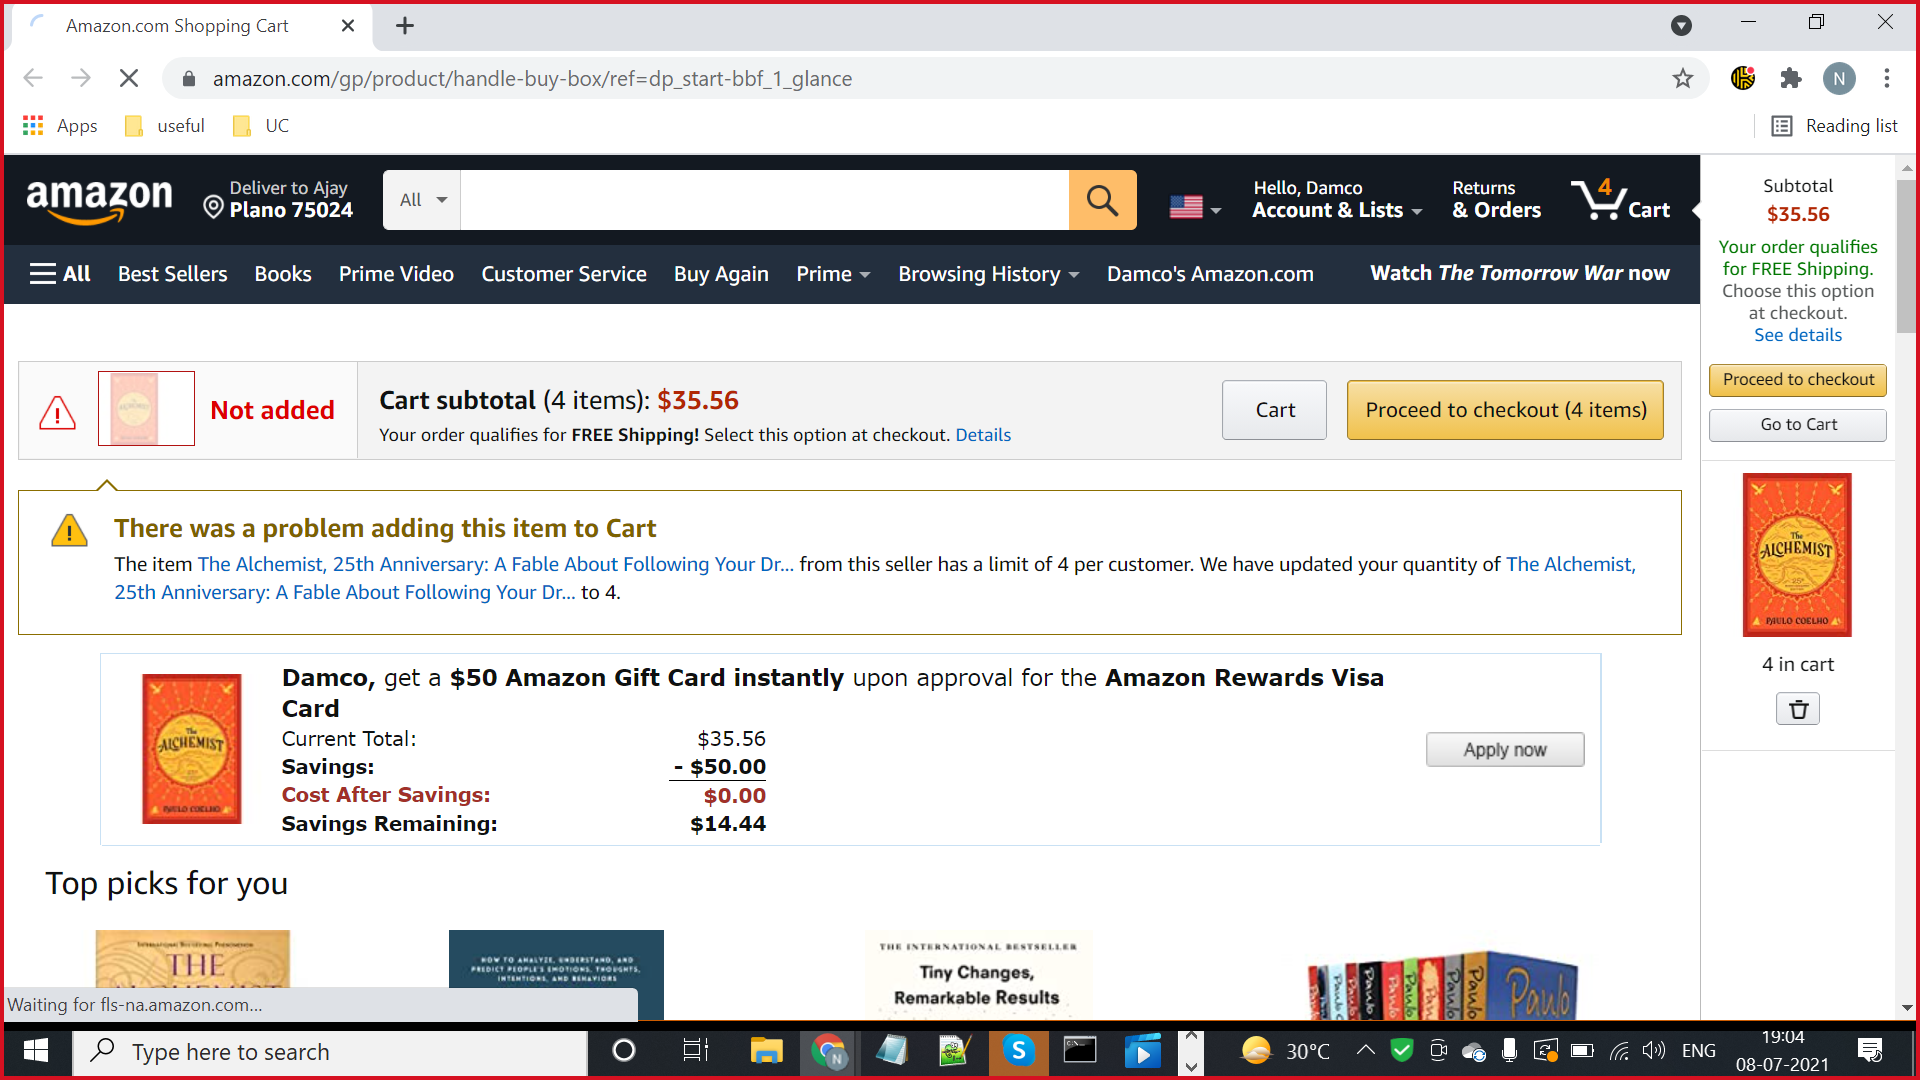 Amazon.com Shopping Cart
amazon.com/gp/product/handle-buy-box/ref=dp_start-bbf_1_glance
N
Apps
useful
UC
Reading list
amazon
Deliver to Ajay
Plano 75024
All
Hello, Damco
Account & Lists
Returns
& Orders
4
Cart
All
Best Sellers
Books
Prime Video
Customer Service
Buy Again
Prime
Browsing History
Damco's Amazon.com
Watch The Tomorrow War now
Subtotal
$35.56
Your order qualifies
for FREE Shipping.
Choose this option
at checkout.
See details
Proceed to checkout
Go to Cart
The
ALCHEMIST
PAULO COELHO
4 in cart
Not added
Cart subtotal (4 items): $35.56
Your order qualifies for FREE Shipping! Select this option at checkout. Details
Cart
Proceed to checkout (4 items)
There was a problem adding this item to Cart
The item The Alchemist, 25th Anniversary: A Fable About Following Your Dr... from this seller has a limit of 4 per customer. We have updated your quantity of The Alchemist,
25th Anniversary: A Fable About Following Your Dr... to 4.
The
ALCHEMIST
PAULO COELHO
Damco, get a $50 Amazon Gift Card instantly upon approval for the Amazon Rewards Visa
Card
Current Total: $35.56
Savings: - $50.00
Cost After Savings: $0.00
Savings Remaining: $14.44
Apply now
Top picks for you
INTERNATIONAL BESTSELLING PHENOMENON
THE
ALCHEMIST
HOW TO ANALYZE, UNDERSTAND, AND
PREDICT PEOPLE'S EMOTIONS, THOUGHTS,
INTENTIONS, AND BEHAVIORS
THE INTERNATIONAL BESTSELLER
Tiny Changes,
Remarkable Results
Paulo
Waiting for fls-na.amazon.com...
Type here to search
N
30°C
ENG
19:04
08-07-2021